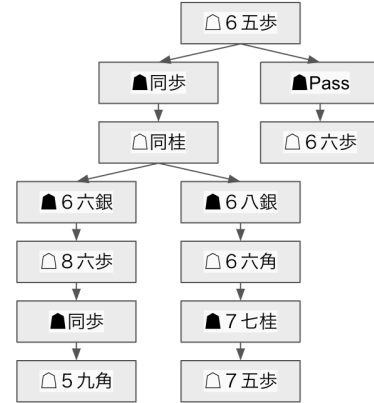 ☖６五歩
☗同歩
☗Pass
☖同桂
☖６六歩
☗６六銀
☗６八銀
☖８六歩
☖６六角
☗同歩
☗７七桂
☖５九角
☖７五歩